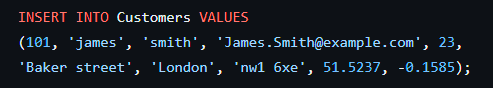 INSERT INTO Customers VALUES
(101, 'james', 'smith', 'James.Smith@example.com', 23,
'Baker street', 'London', 'nw1 6xe', 51.5237, -0.1585);